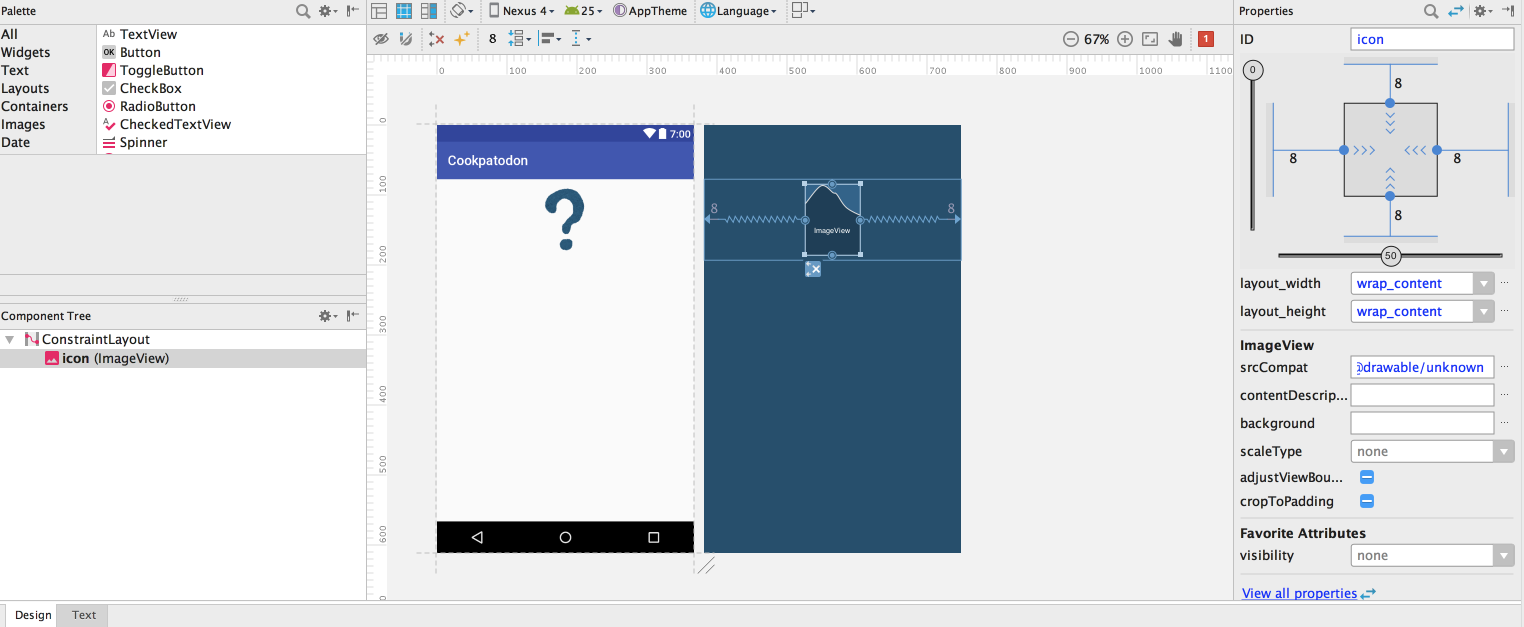 Palette
All
Widgets
Text
Layouts
Containers
Images
Date
Ab TextView
OK Button
ToggleButton
CheckBox
RadioButton
CheckedTextView
Spinner
Component Tree
ConstraintLayout
icon (ImageView)
Design Text
Nexus 4 25 AppTheme Language
8 67% 1
0 100 200 300 400 500 600 700 800 900 1000 1100
0
100
200
300
400
500
600
7:00
Cookpatodon
?
8 8
ImageView
Properties
ID icon
0
8
8 8
8
50
layout_width wrap_content
layout_height wrap_content
ImageView
srcCompat @drawable/unknown
contentDescrip...
background
scaleType none
adjustViewBou...
cropToPadding
Favorite Attributes
visibility none
View all properties